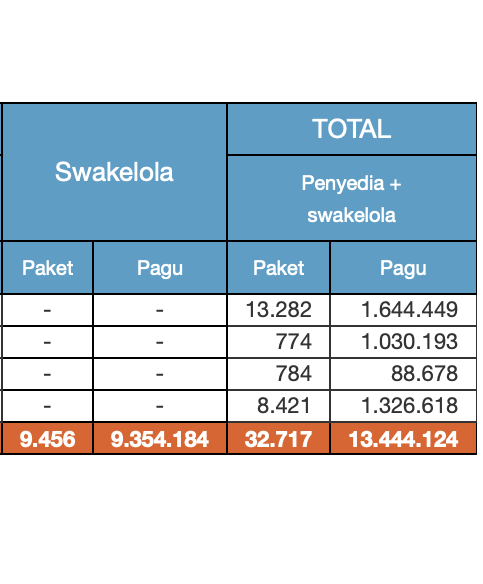 Swakelola
TOTAL
Penyedia +
swakelola
Paket Pagu Paket Pagu
- - 13.282 1.644.449
- - 774 1.030.193
- - 784 88.678
- - 8.421 1.326.618
9.456 9.354.184 32.717 13.444.124